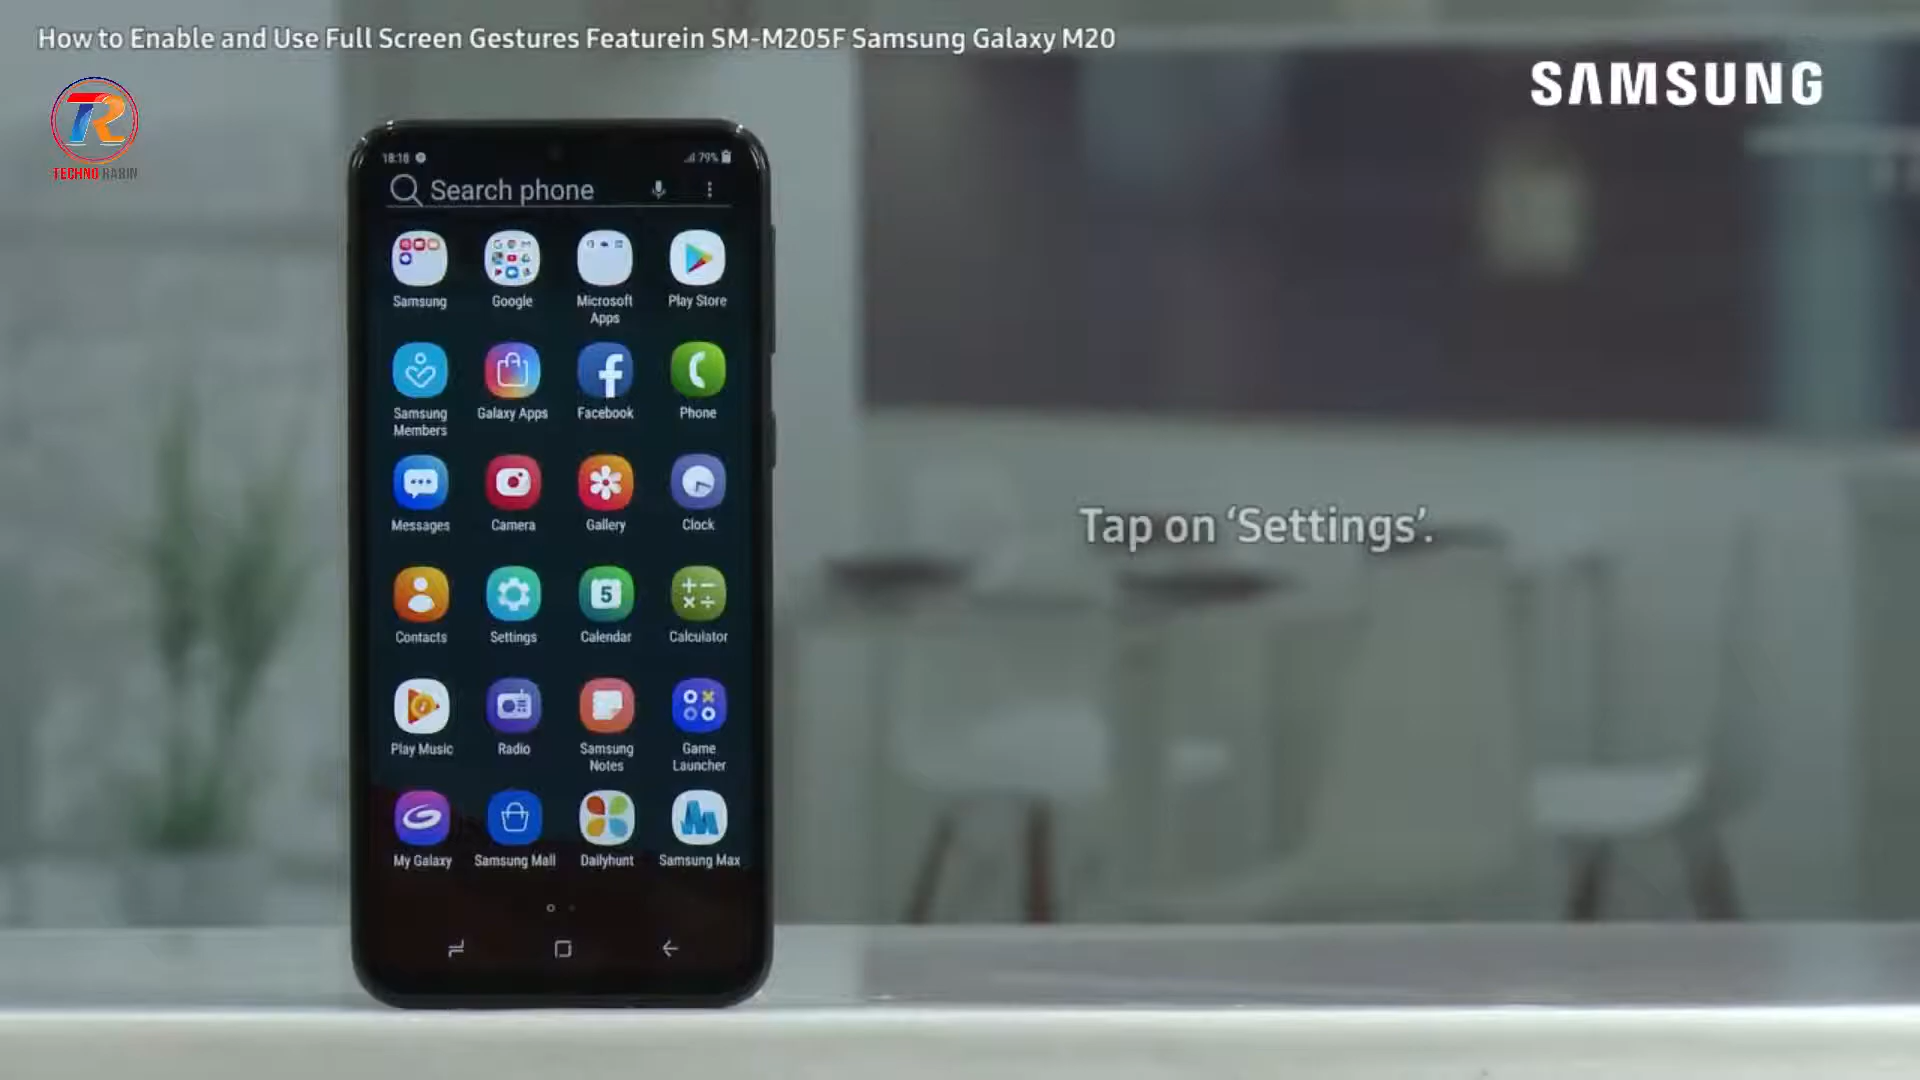 How to Enable and Use Full Screen Gestures Featurein SM-M205F Samsung Galaxy M20
SAMSUNG
TECHNO RABIN
18:18
79%
Search phone
Samsung
Google
Microsoft
Apps
Play Store
Samsung
Members
Galaxy Apps
Facebook
Phone
Messages
Camera
Gallery
Clock
Contacts
Settings
5
Calendar
Calculator
Play Music
Radio
Samsung
Notes
Game
Launcher
My Galaxy
Samsung Mall
Dailyhunt
Samsung Max
Tap on ‘Settings’.